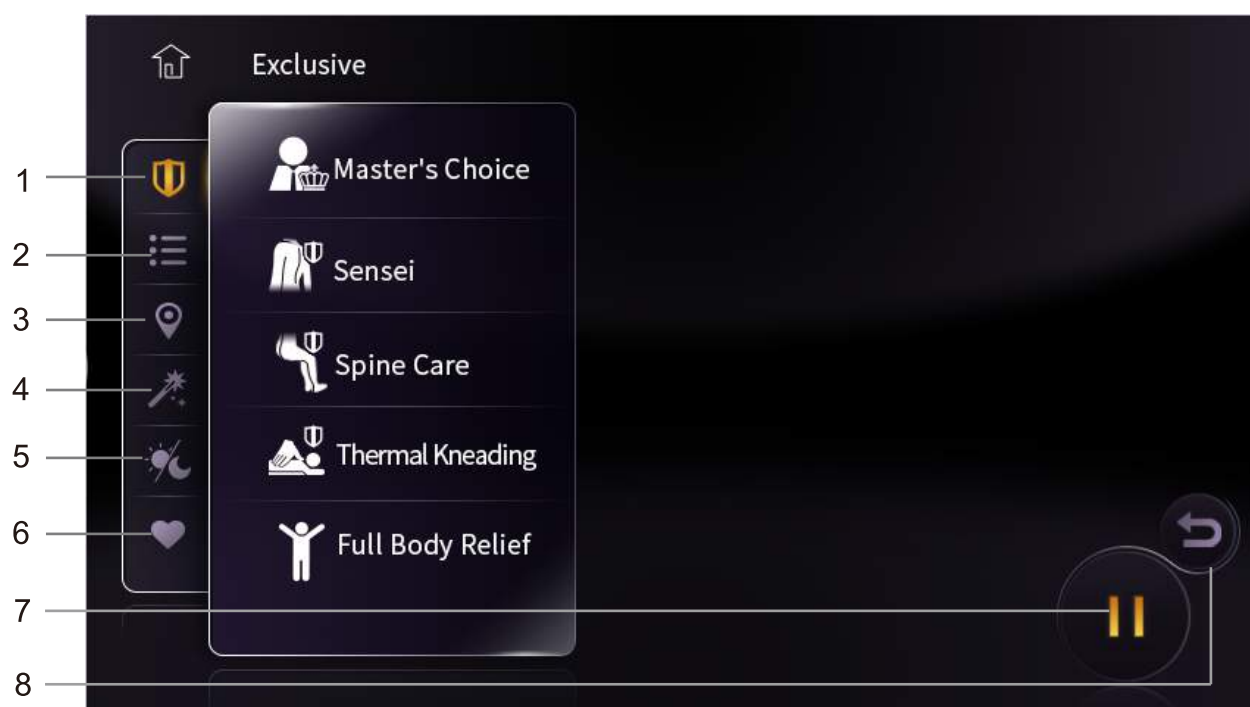 Exclusive
1
Master's Choice
2
Sensei
3
Spine Care
4
5
Thermal Kneading
6
Full Body Relief
7
8